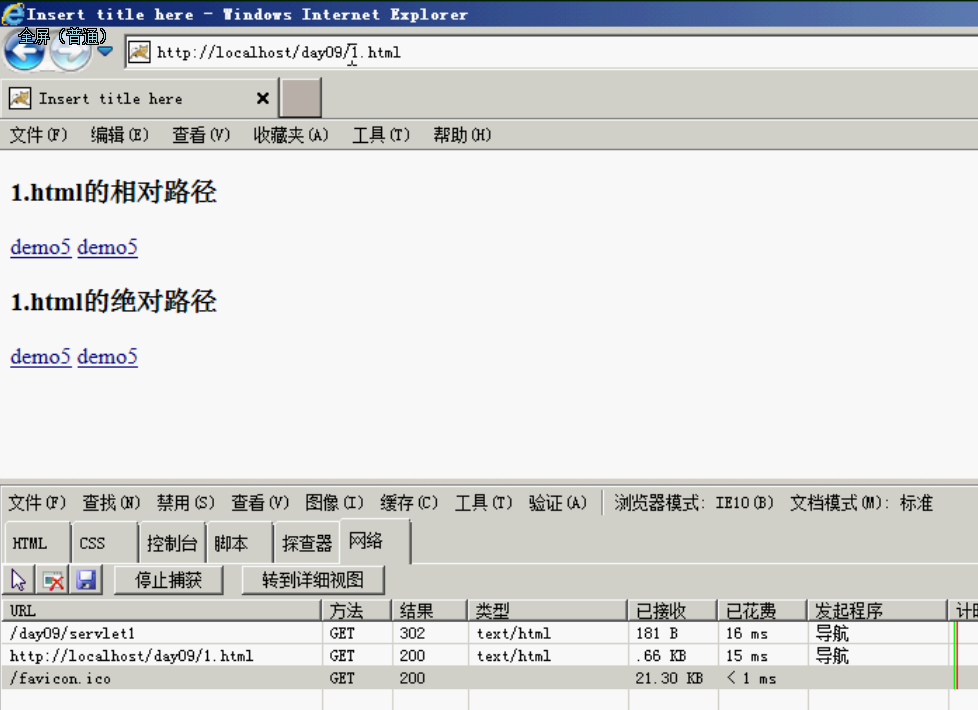 Insert title here - Windows Internet Explorer
全屏（普通）
http://localhost/day09/1.html
Insert title here
文件(F) 编辑(E) 查看(V) 收藏夹(A) 工具(T) 帮助(H)
1.html的相对路径
demo5 demo5
1.html的绝对路径
demo5 demo5
文件(F) 查找(N) 禁用(S) 查看(V) 图像(I) 缓存(C) 工具(T) 验证(A) 浏览器模式: IE10(B) 文档模式(M): 标准
HTML CSS 控制台 脚本 探查器 网络
停止捕获 转到详细视图
URL 方法 结果 类型 已接收 已花费 发起程序 计时
/day09/servlet1 GET 302 text/html 181 B 16 ms 导航
http://localhost/day09/1.html GET 200 text/html .66 KB 15 ms 导航
/favicon.ico GET 200 21.30 KB < 1 ms